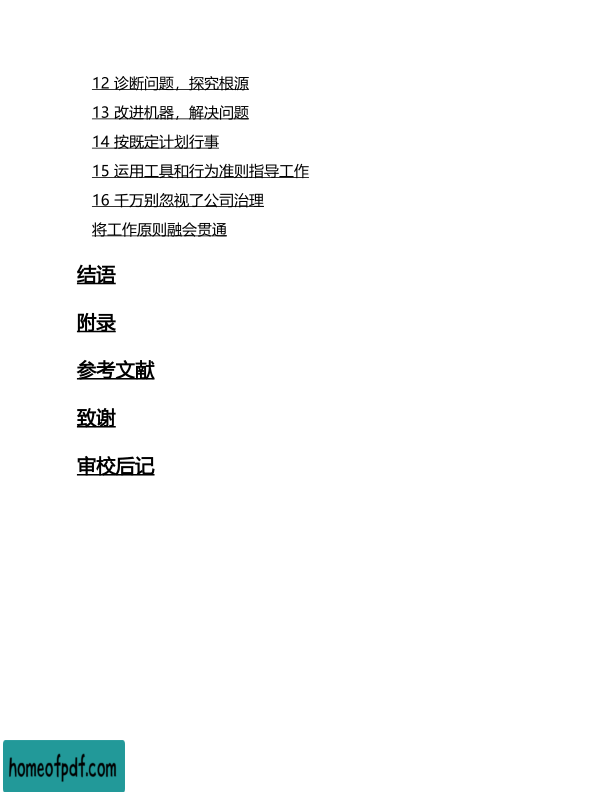 12 诊断问题，探究根源
13 改进机器，解决问题
14 按既定计划行事
15 运用工具和行为准则指导工作
16 千万别忽视了公司治理
将工作原则融会贯通
结语
附录
参考文献
致谢
审校后记
homeofpdf.com